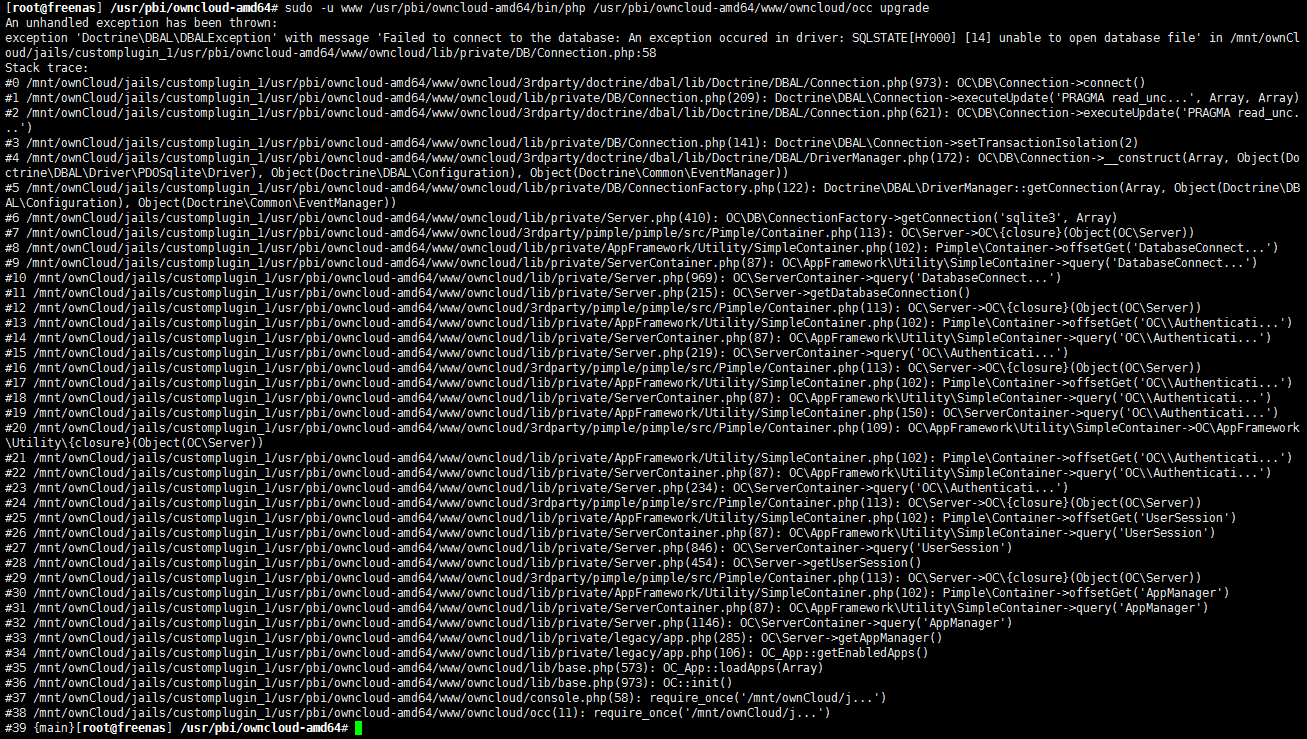 [root@freenas] /usr/pbi/owncloud-amd64# sudo -u www /usr/pbi/owncloud-amd64/bin/php /usr/pbi/owncloud-amd64/www/owncloud/occ upgrade
An unhandled exception has been thrown:
exception 'Doctrine\DBAL\DBALException' with message 'Failed to connect to the database: An exception occured in driver: SQLSTATE[HY000] [14] unable to open database file' in /mnt/ownCl
oud/jails/customplugin_1/usr/pbi/owncloud-amd64/www/owncloud/lib/private/DB/Connection.php:58
Stack trace:
#0 /mnt/ownCloud/jails/customplugin_1/usr/pbi/owncloud-amd64/www/owncloud/3rdparty/doctrine/dbal/lib/Doctrine/DBAL/Connection.php(973): OC\DB\Connection->connect()
#1 /mnt/ownCloud/jails/customplugin_1/usr/pbi/owncloud-amd64/www/owncloud/lib/private/DB/Connection.php(209): Doctrine\DBAL\Connection->executeUpdate('PRAGMA read_unc...', Array, Array)
#2 /mnt/ownCloud/jails/customplugin_1/usr/pbi/owncloud-amd64/www/owncloud/3rdparty/doctrine/dbal/lib/Doctrine/DBAL/Connection.php(621): OC\DB\Connection->executeUpdate('PRAGMA read_unc.
..')
#3 /mnt/ownCloud/jails/customplugin_1/usr/pbi/owncloud-amd64/www/owncloud/lib/private/DB/Connection.php(141): Doctrine\DBAL\Connection->setTransactionIsolation(2)
#4 /mnt/ownCloud/jails/customplugin_1/usr/pbi/owncloud-amd64/www/owncloud/3rdparty/doctrine/dbal/lib/Doctrine/DBAL/DriverManager.php(172): OC\DB\Connection->__construct(Array, Object(Do
ctrine\DBAL\Driver\PDOSqlite\Driver), Object(Doctrine\DBAL\Configuration), Object(Doctrine\Common\EventManager))
#5 /mnt/ownCloud/jails/customplugin_1/usr/pbi/owncloud-amd64/www/owncloud/lib/private/DB/ConnectionFactory.php(122): Doctrine\DBAL\DriverManager::getConnection(Array, Object(Doctrine\DB
AL\Configuration), Object(Doctrine\Common\EventManager))
#6 /mnt/ownCloud/jails/customplugin_1/usr/pbi/owncloud-amd64/www/owncloud/lib/private/Server.php(410): OC\DB\ConnectionFactory->getConnection('sqlite3', Array)
#7 /mnt/ownCloud/jails/customplugin_1/usr/pbi/owncloud-amd64/www/owncloud/3rdparty/pimple/pimple/src/Pimple/Container.php(113): OC\Server->OC\{closure}(Object(OC\Server))
#8 /mnt/ownCloud/jails/customplugin_1/usr/pbi/owncloud-amd64/www/owncloud/lib/private/AppFramework/Utility/SimpleContainer.php(102): Pimple\Container->offsetGet('DatabaseConnect...')
#9 /mnt/ownCloud/jails/customplugin_1/usr/pbi/owncloud-amd64/www/owncloud/lib/private/ServerContainer.php(87): OC\AppFramework\Utility\SimpleContainer->query('DatabaseConnect...')
#10 /mnt/ownCloud/jails/customplugin_1/usr/pbi/owncloud-amd64/www/owncloud/lib/private/Server.php(969): OC\ServerContainer->query('DatabaseConnect...')
#11 /mnt/ownCloud/jails/customplugin_1/usr/pbi/owncloud-amd64/www/owncloud/lib/private/Server.php(215): OC\Server->getDatabaseConnection()
#12 /mnt/ownCloud/jails/customplugin_1/usr/pbi/owncloud-amd64/www/owncloud/3rdparty/pimple/pimple/src/Pimple/Container.php(113): OC\Server->OC\{closure}(Object(OC\Server))
#13 /mnt/ownCloud/jails/customplugin_1/usr/pbi/owncloud-amd64/www/owncloud/lib/private/AppFramework/Utility/SimpleContainer.php(102): Pimple\Container->offsetGet('OC\\Authenticati...')
#14 /mnt/ownCloud/jails/customplugin_1/usr/pbi/owncloud-amd64/www/owncloud/lib/private/ServerContainer.php(87): OC\AppFramework\Utility\SimpleContainer->query('OC\\Authenticati...')
#15 /mnt/ownCloud/jails/customplugin_1/usr/pbi/owncloud-amd64/www/owncloud/lib/private/Server.php(219): OC\ServerContainer->query('OC\\Authenticati...')
#16 /mnt/ownCloud/jails/customplugin_1/usr/pbi/owncloud-amd64/www/owncloud/3rdparty/pimple/pimple/src/Pimple/Container.php(113): OC\Server->OC\{closure}(Object(OC\Server))
#17 /mnt/ownCloud/jails/customplugin_1/usr/pbi/owncloud-amd64/www/owncloud/lib/private/AppFramework/Utility/SimpleContainer.php(102): Pimple\Container->offsetGet('OC\\Authenticati...')
#18 /mnt/ownCloud/jails/customplugin_1/usr/pbi/owncloud-amd64/www/owncloud/lib/private/ServerContainer.php(87): OC\AppFramework\Utility\SimpleContainer->query('OC\\Authenticati...')
#19 /mnt/ownCloud/jails/customplugin_1/usr/pbi/owncloud-amd64/www/owncloud/lib/private/AppFramework/Utility/SimpleContainer.php(150): OC\ServerContainer->query('OC\\Authenticati...')
#20 /mnt/ownCloud/jails/customplugin_1/usr/pbi/owncloud-amd64/www/owncloud/3rdparty/pimple/pimple/src/Pimple/Container.php(109): OC\AppFramework\Utility\SimpleContainer->OC\AppFramework
\Utility\{closure}(Object(OC\Server))
#21 /mnt/ownCloud/jails/customplugin_1/usr/pbi/owncloud-amd64/www/owncloud/lib/private/AppFramework/Utility/SimpleContainer.php(102): Pimple\Container->offsetGet('OC\\Authenticati...')
#22 /mnt/ownCloud/jails/customplugin_1/usr/pbi/owncloud-amd64/www/owncloud/lib/private/ServerContainer.php(87): OC\AppFramework\Utility\SimpleContainer->query('OC\\Authenticati...')
#23 /mnt/ownCloud/jails/customplugin_1/usr/pbi/owncloud-amd64/www/owncloud/lib/private/Server.php(234): OC\ServerContainer->query('OC\\Authenticati...')
#24 /mnt/ownCloud/jails/customplugin_1/usr/pbi/owncloud-amd64/www/owncloud/3rdparty/pimple/pimple/src/Pimple/Container.php(113): OC\Server->OC\{closure}(Object(OC\Server))
#25 /mnt/ownCloud/jails/customplugin_1/usr/pbi/owncloud-amd64/www/owncloud/lib/private/AppFramework/Utility/SimpleContainer.php(102): Pimple\Container->offsetGet('UserSession')
#26 /mnt/ownCloud/jails/customplugin_1/usr/pbi/owncloud-amd64/www/owncloud/lib/private/ServerContainer.php(87): OC\AppFramework\Utility\SimpleContainer->query('UserSession')
#27 /mnt/ownCloud/jails/customplugin_1/usr/pbi/owncloud-amd64/www/owncloud/lib/private/Server.php(846): OC\ServerContainer->query('UserSession')
#28 /mnt/ownCloud/jails/customplugin_1/usr/pbi/owncloud-amd64/www/owncloud/lib/private/Server.php(454): OC\Server->getUserSession()
#29 /mnt/ownCloud/jails/customplugin_1/usr/pbi/owncloud-amd64/www/owncloud/3rdparty/pimple/pimple/src/Pimple/Container.php(113): OC\Server->OC\{closure}(Object(OC\Server))
#30 /mnt/ownCloud/jails/customplugin_1/usr/pbi/owncloud-amd64/www/owncloud/lib/private/AppFramework/Utility/SimpleContainer.php(102): Pimple\Container->offsetGet('AppManager')
#31 /mnt/ownCloud/jails/customplugin_1/usr/pbi/owncloud-amd64/www/owncloud/lib/private/ServerContainer.php(87): OC\AppFramework\Utility\SimpleContainer->query('AppManager')
#32 /mnt/ownCloud/jails/customplugin_1/usr/pbi/owncloud-amd64/www/owncloud/lib/private/Server.php(1146): OC\ServerContainer->query('AppManager')
#33 /mnt/ownCloud/jails/customplugin_1/usr/pbi/owncloud-amd64/www/owncloud/lib/private/legacy/app.php(285): OC\Server->getAppManager()
#34 /mnt/ownCloud/jails/customplugin_1/usr/pbi/owncloud-amd64/www/owncloud/lib/private/legacy/app.php(106): OC_App::getEnabledApps()
#35 /mnt/ownCloud/jails/customplugin_1/usr/pbi/owncloud-amd64/www/owncloud/lib/base.php(573): OC_App::loadApps(Array)
#36 /mnt/ownCloud/jails/customplugin_1/usr/pbi/owncloud-amd64/www/owncloud/lib/base.php(973): OC::init()
#37 /mnt/ownCloud/jails/customplugin_1/usr/pbi/owncloud-amd64/www/owncloud/console.php(58): require_once('/mnt/ownCloud/j...')
#38 /mnt/ownCloud/jails/customplugin_1/usr/pbi/owncloud-amd64/www/owncloud/occ(11): require_once('/mnt/ownCloud/j...')
#39 {main}[root@freenas] /usr/pbi/owncloud-amd64#